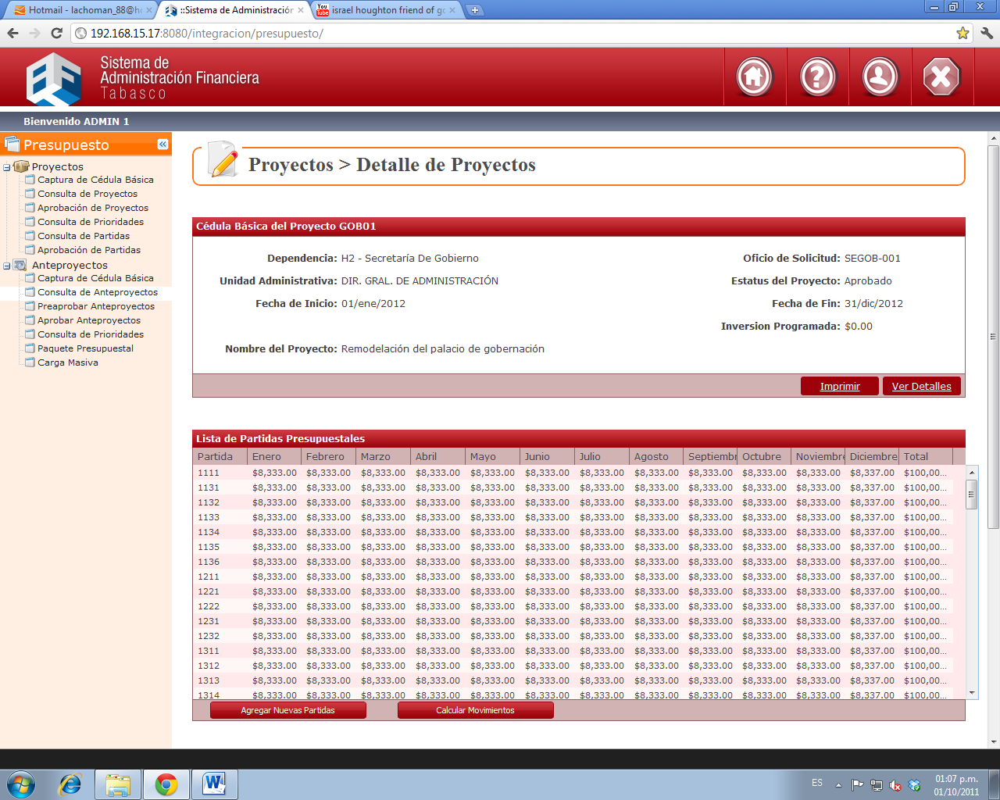 Hotmail - lachoman_88@h
::Sistema de Administración
You Tube israel houghton friend of g
192.168.15.17:8080/integracion/presupuesto/
Sistema de
Administración Financiera
Tabasco
Bienvenido ADMIN 1
Presupuesto
Proyectos
Captura de Cédula Básica
Consulta de Proyectos
Aprobación de Proyectos
Consulta de Prioridades
Consulta de Partidas
Aprobación de Partidas
Anteproyectos
Captura de Cédula Básica
Consulta de Anteproyectos
Preaprobar Anteproyectos
Aprobar Anteproyectos
Consulta de Prioridades
Paquete Presupuestal
Carga Masiva
Proyectos > Detalle de Proyectos
Cédula Básica del Proyecto GOB01
Dependencia: H2 - Secretaría De Gobierno
Oficio de Solicitud: SEGOB-001
Unidad Administrativa: DIR. GRAL. DE ADMINISTRACIÓN
Estatus del Proyecto: Aprobado
Fecha de Inicio: 01/ene/2012
Fecha de Fin: 31/dic/2012
Inversion Programada: $0.00
Nombre del Proyecto: Remodelación del palacio de gobernación
Imprimir Ver Detalles
Lista de Partidas Presupuestales
Partida Enero Febrero Marzo Abril Mayo Junio Julio Agosto Septiembr Octubre Noviembre Diciembre Total
1111 $8,333.00 $8,333.00 $8,333.00 $8,333.00 $8,333.00 $8,333.00 $8,333.00 $8,333.00 $8,333.00 $8,333.00 $8,333.00 $8,337.00 $100,00...
1131 $8,333.00 $8,333.00 $8,333.00 $8,333.00 $8,333.00 $8,333.00 $8,333.00 $8,333.00 $8,333.00 $8,333.00 $8,333.00 $8,337.00 $100,00...
1132 $8,333.00 $8,333.00 $8,333.00 $8,333.00 $8,333.00 $8,333.00 $8,333.00 $8,333.00 $8,333.00 $8,333.00 $8,333.00 $8,337.00 $100,00...
1133 $8,333.00 $8,333.00 $8,333.00 $8,333.00 $8,333.00 $8,333.00 $8,333.00 $8,333.00 $8,333.00 $8,333.00 $8,333.00 $8,337.00 $100,00...
1134 $8,333.00 $8,333.00 $8,333.00 $8,333.00 $8,333.00 $8,333.00 $8,333.00 $8,333.00 $8,333.00 $8,333.00 $8,333.00 $8,337.00 $100,00...
1135 $8,333.00 $8,333.00 $8,333.00 $8,333.00 $8,333.00 $8,333.00 $8,333.00 $8,333.00 $8,333.00 $8,333.00 $8,333.00 $8,337.00 $100,00...
1136 $8,333.00 $8,333.00 $8,333.00 $8,333.00 $8,333.00 $8,333.00 $8,333.00 $8,333.00 $8,333.00 $8,333.00 $8,333.00 $8,337.00 $100,00...
1211 $8,333.00 $8,333.00 $8,333.00 $8,333.00 $8,333.00 $8,333.00 $8,333.00 $8,333.00 $8,333.00 $8,333.00 $8,333.00 $8,337.00 $100,00...
1221 $8,333.00 $8,333.00 $8,333.00 $8,333.00 $8,333.00 $8,333.00 $8,333.00 $8,333.00 $8,333.00 $8,333.00 $8,333.00 $8,337.00 $100,00...
1222 $8,333.00 $8,333.00 $8,333.00 $8,333.00 $8,333.00 $8,333.00 $8,333.00 $8,333.00 $8,333.00 $8,333.00 $8,333.00 $8,337.00 $100,00...
1231 $8,333.00 $8,333.00 $8,333.00 $8,333.00 $8,333.00 $8,333.00 $8,333.00 $8,333.00 $8,333.00 $8,333.00 $8,333.00 $8,337.00 $100,00...
1232 $8,333.00 $8,333.00 $8,333.00 $8,333.00 $8,333.00 $8,333.00 $8,333.00 $8,333.00 $8,333.00 $8,333.00 $8,333.00 $8,337.00 $100,00...
1311 $8,333.00 $8,333.00 $8,333.00 $8,333.00 $8,333.00 $8,333.00 $8,333.00 $8,333.00 $8,333.00 $8,333.00 $8,333.00 $8,337.00 $100,00...
1312 $8,333.00 $8,333.00 $8,333.00 $8,333.00 $8,333.00 $8,333.00 $8,333.00 $8,333.00 $8,333.00 $8,333.00 $8,333.00 $8,337.00 $100,00...
1313 $8,333.00 $8,333.00 $8,333.00 $8,333.00 $8,333.00 $8,333.00 $8,333.00 $8,333.00 $8,333.00 $8,333.00 $8,333.00 $8,337.00 $100,00...
1314 $8,333.00 $8,333.00 $8,333.00 $8,333.00 $8,333.00 $8,333.00 $8,333.00 $8,333.00 $8,333.00 $8,333.00 $8,333.00 $8,337.00 $100,00...
Agregar Nuevas Partidas Calcular Movimientos
ES 01:07 p.m.
01/10/2011